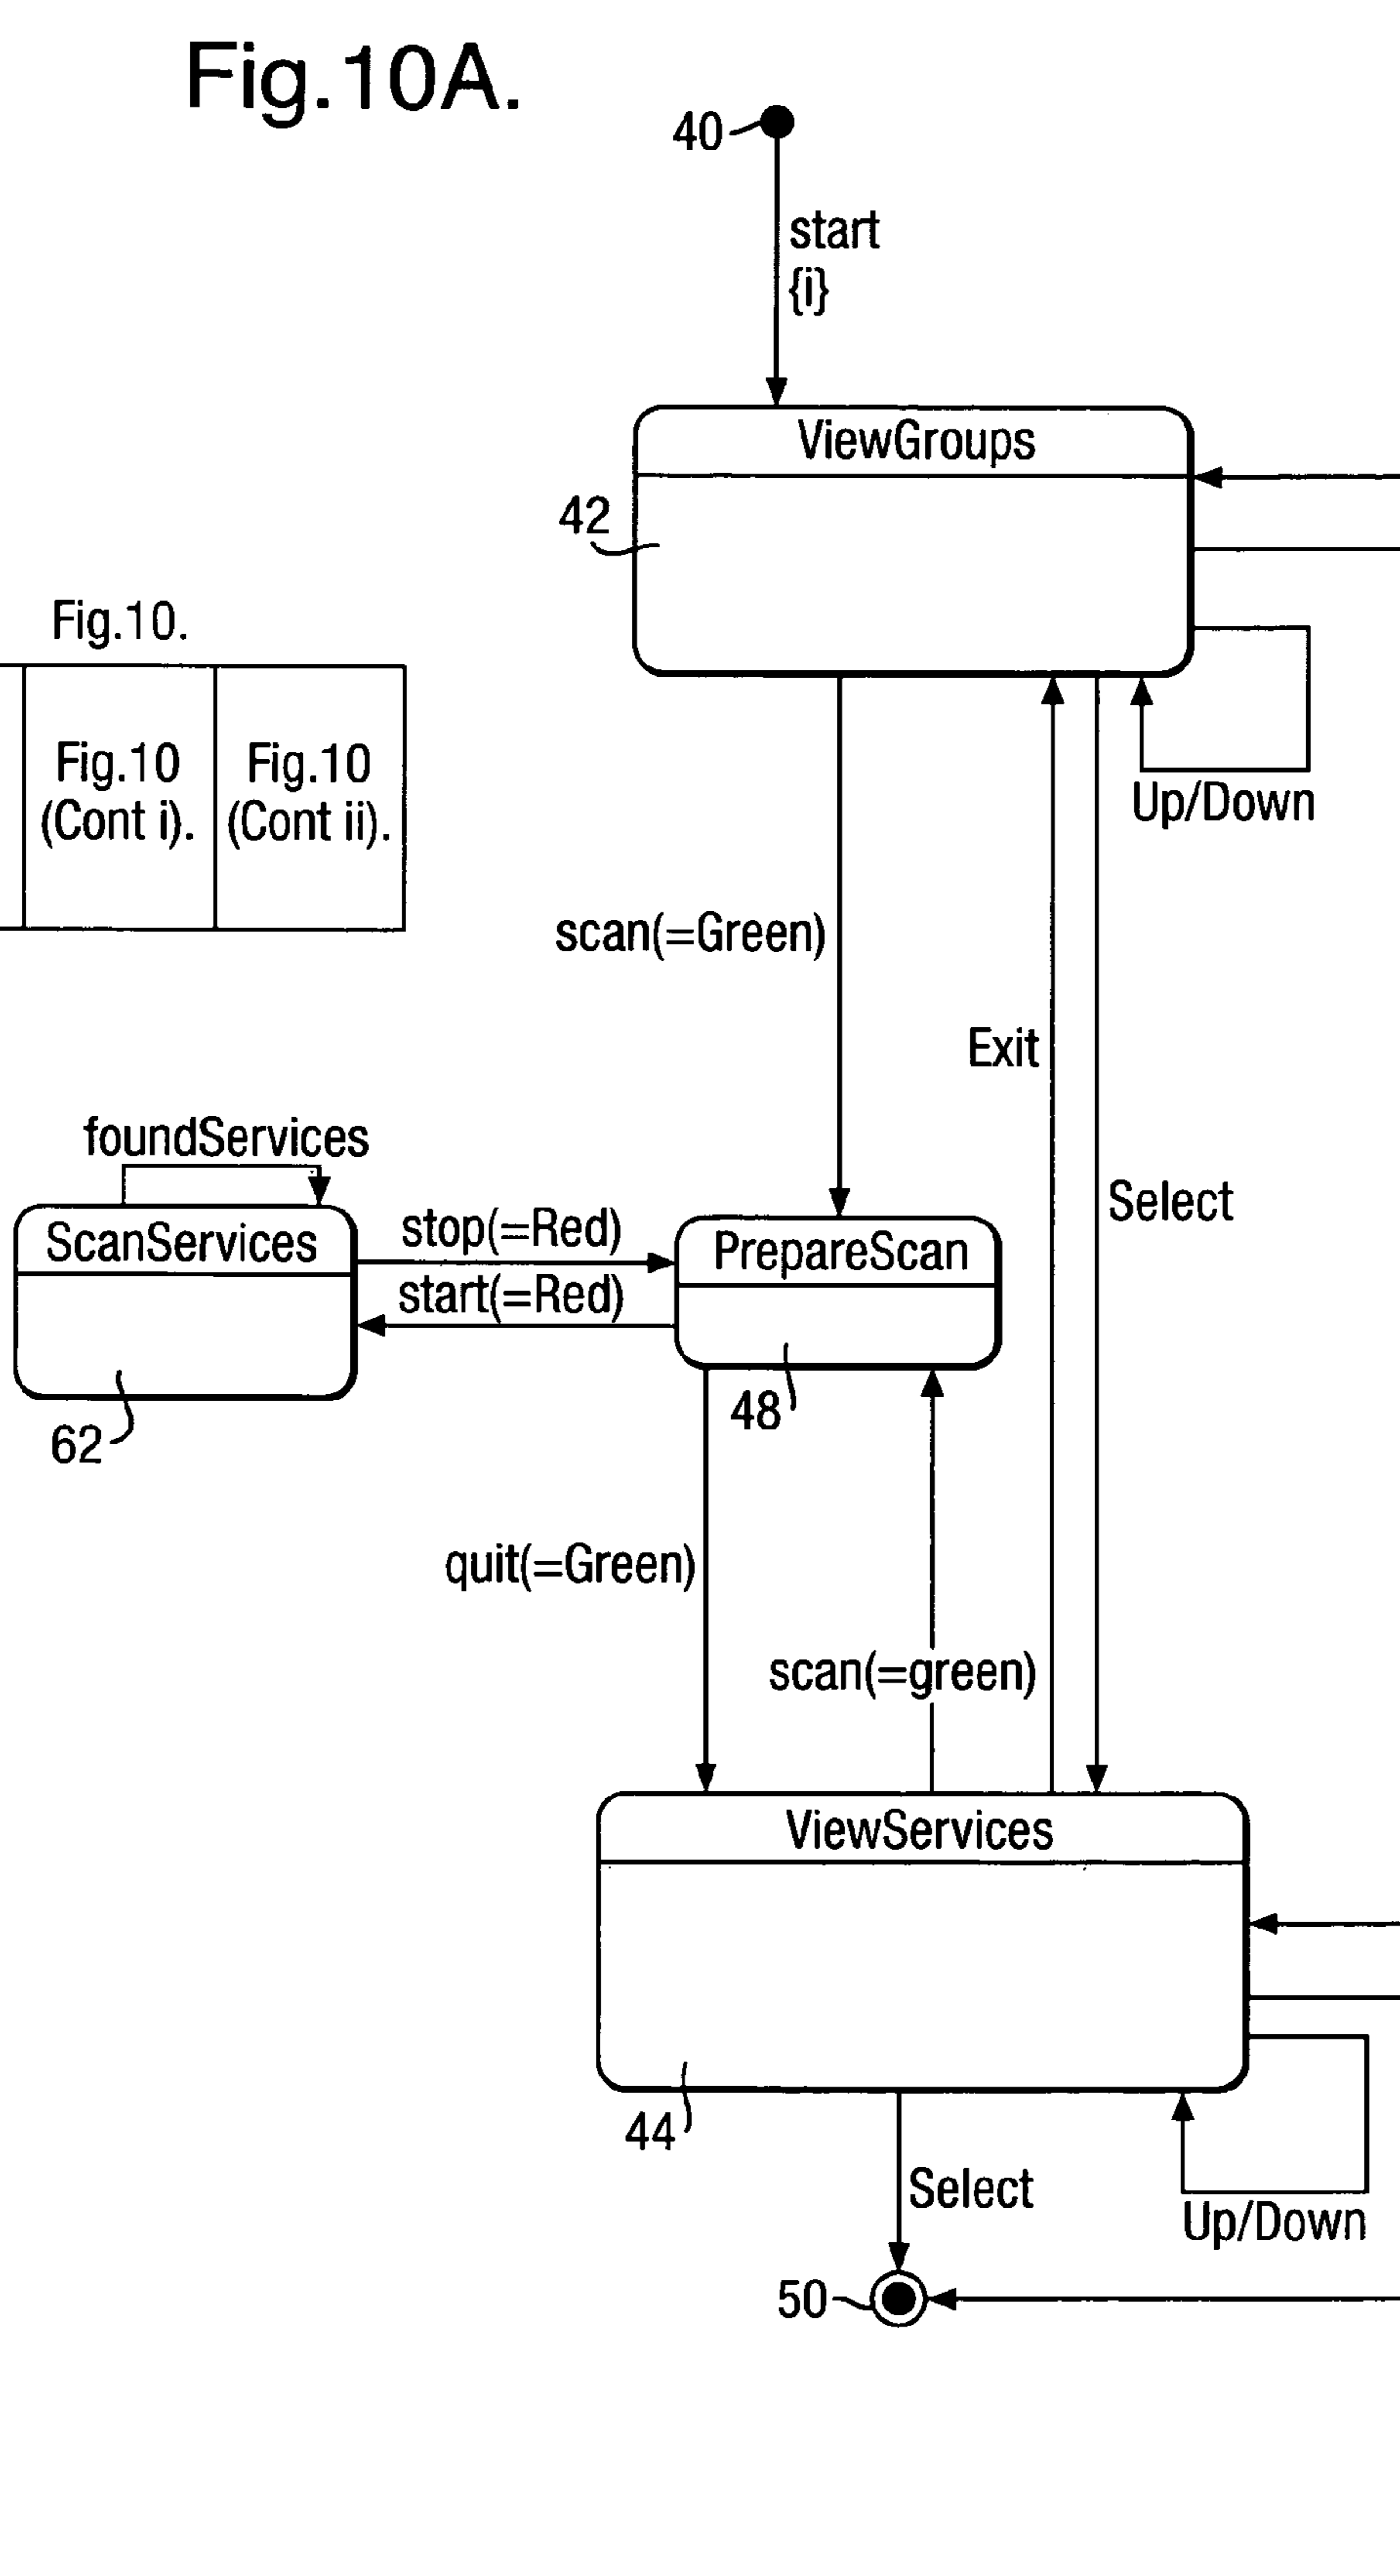 Fig.10A.
40
start
{i}
ViewGroups
42
Up/Down
Fig.10.
Fig.10
(Cont i).
Fig.10
(Cont ii).
scan(=Green)
Exit
Select
foundServices
ScanServices
62
stop(=Red)
start(=Red)
PrepareScan
48
quit(=Green)
scan(=green)
ViewServices
44
Select
Up/Down
50